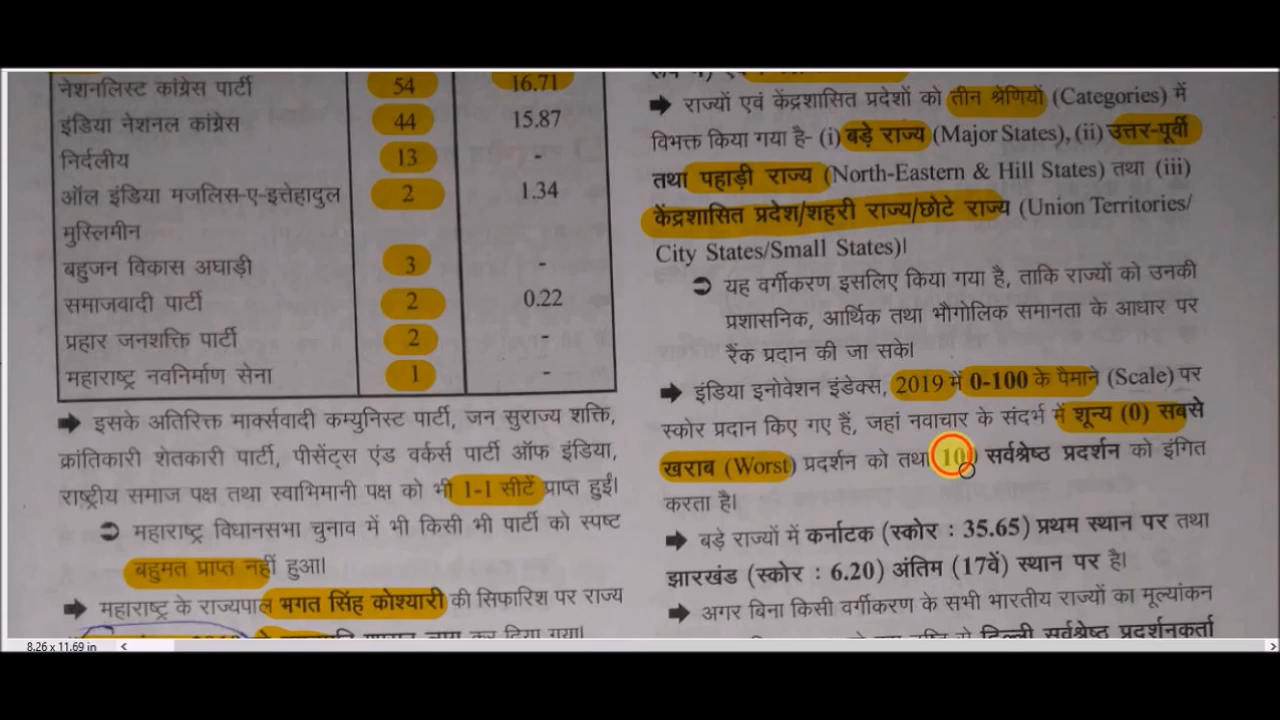 नेशनलिस्ट कांग्रेस पार्टी 54 16.71
इंडिया नेशनल कांग्रेस 44 15.87
निर्दलीय 13 -
ऑल इंडिया मजलिस-ए-इत्तेहादुल 2 1.34
मुस्लिमीन
बहुजन विकास अघाड़ी 3 -
समाजवादी पार्टी 2 0.22
प्रहार जनशक्ति पार्टी 2 -
महाराष्ट्र नवनिर्माण सेना 1 -
➡ इसके अतिरिक्त मार्क्सवादी कम्युनिस्ट पार्टी, जन सुराज्य शक्ति,
क्रांतिकारी शेतकारी पार्टी, पीसेंट्स एंड वर्कर्स पार्टी ऑफ इंडिया,
राष्ट्रीय समाज पक्ष तथा स्वाभिमानी पक्ष को भी 1-1 सीटें प्राप्त हुईं।
➲ महाराष्ट्र विधानसभा चुनाव में भी किसी भी पार्टी को स्पष्ट
बहुमत प्राप्त नहीं हुआ।
➡ महाराष्ट्र के राज्यपाल भगत सिंह कोश्यारी की सिफारिश पर राज्य
कर दिया गया।
➡ राज्यों एवं केंद्रशासित प्रदेशों को तीन श्रेणियों (Categories) में
विभक्त किया गया है- (i) बड़े राज्य (Major States), (ii) उत्तर-पूर्वी
तथा पहाड़ी राज्य (North-Eastern & Hill States) तथा (iii)
केंद्रशासित प्रदेश/शहरी राज्य/छोटे राज्य (Union Territories/
City States/Small States)।
➲ यह वर्गीकरण इसलिए किया गया है, ताकि राज्यों को उनकी
प्रशासनिक, आर्थिक तथा भौगोलिक समानता के आधार पर
रैंक प्रदान की जा सके।
➡ इंडिया इनोवेशन इंडेक्स, 2019 में 0-100 के पैमाने (Scale) पर
स्कोर प्रदान किए गए हैं, जहां नवाचार के संदर्भ में शून्य (0) सबसे
खराब (Worst) प्रदर्शन को तथा 100 सर्वश्रेष्ठ प्रदर्शन को इंगित
करता है।
➡ बड़े राज्यों में कर्नाटक (स्कोर : 35.65) प्रथम स्थान पर तथा
झारखंड (स्कोर : 6.20) अंतिम (17वें) स्थान पर है।
➡ अगर बिना किसी वर्गीकरण के सभी भारतीय राज्यों का मूल्यांकन
दिल्ली सर्वश्रेष्ठ प्रदर्शनकर्ता
8.26 x 11.69 in